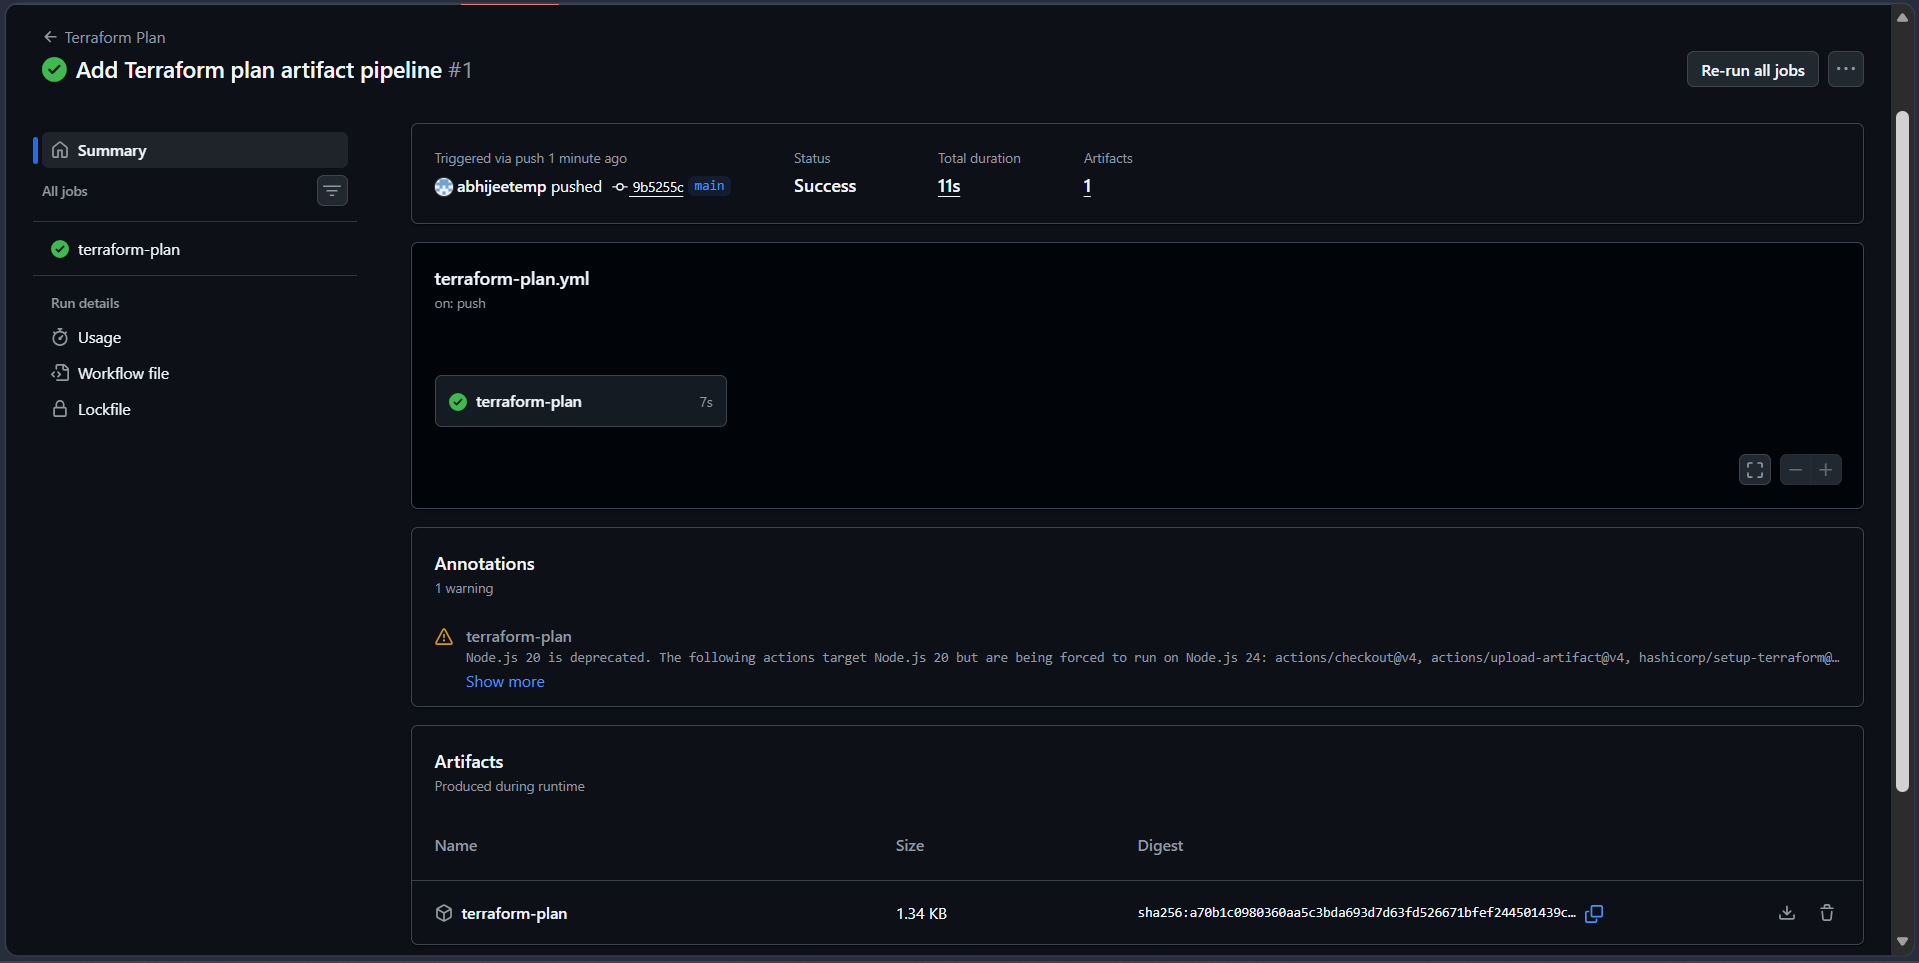 Terraform Plan
Add Terraform plan artifact pipeline #1
Re-run all jobs
Summary
All jobs
terraform-plan
Run details
Usage
Workflow file
Lockfile
Triggered via push 1 minute ago
abhijeetemp pushed 9b5255c main
Status
Success
Total duration
11s
Artifacts
1
terraform-plan.yml
on: push
terraform-plan 7s
Annotations
1 warning
terraform-plan
Node.js 20 is deprecated. The following actions target Node.js 20 but are being forced to run on Node.js 24: actions/checkout@v4, actions/upload-artifact@v4, hashicorp/setup-terraform@…
Show more
Artifacts
Produced during runtime
Name Size Digest
terraform-plan 1.34 KB sha256:a70b1c0980360aa5c3bda693d7d63fd526671bfef244501439c…